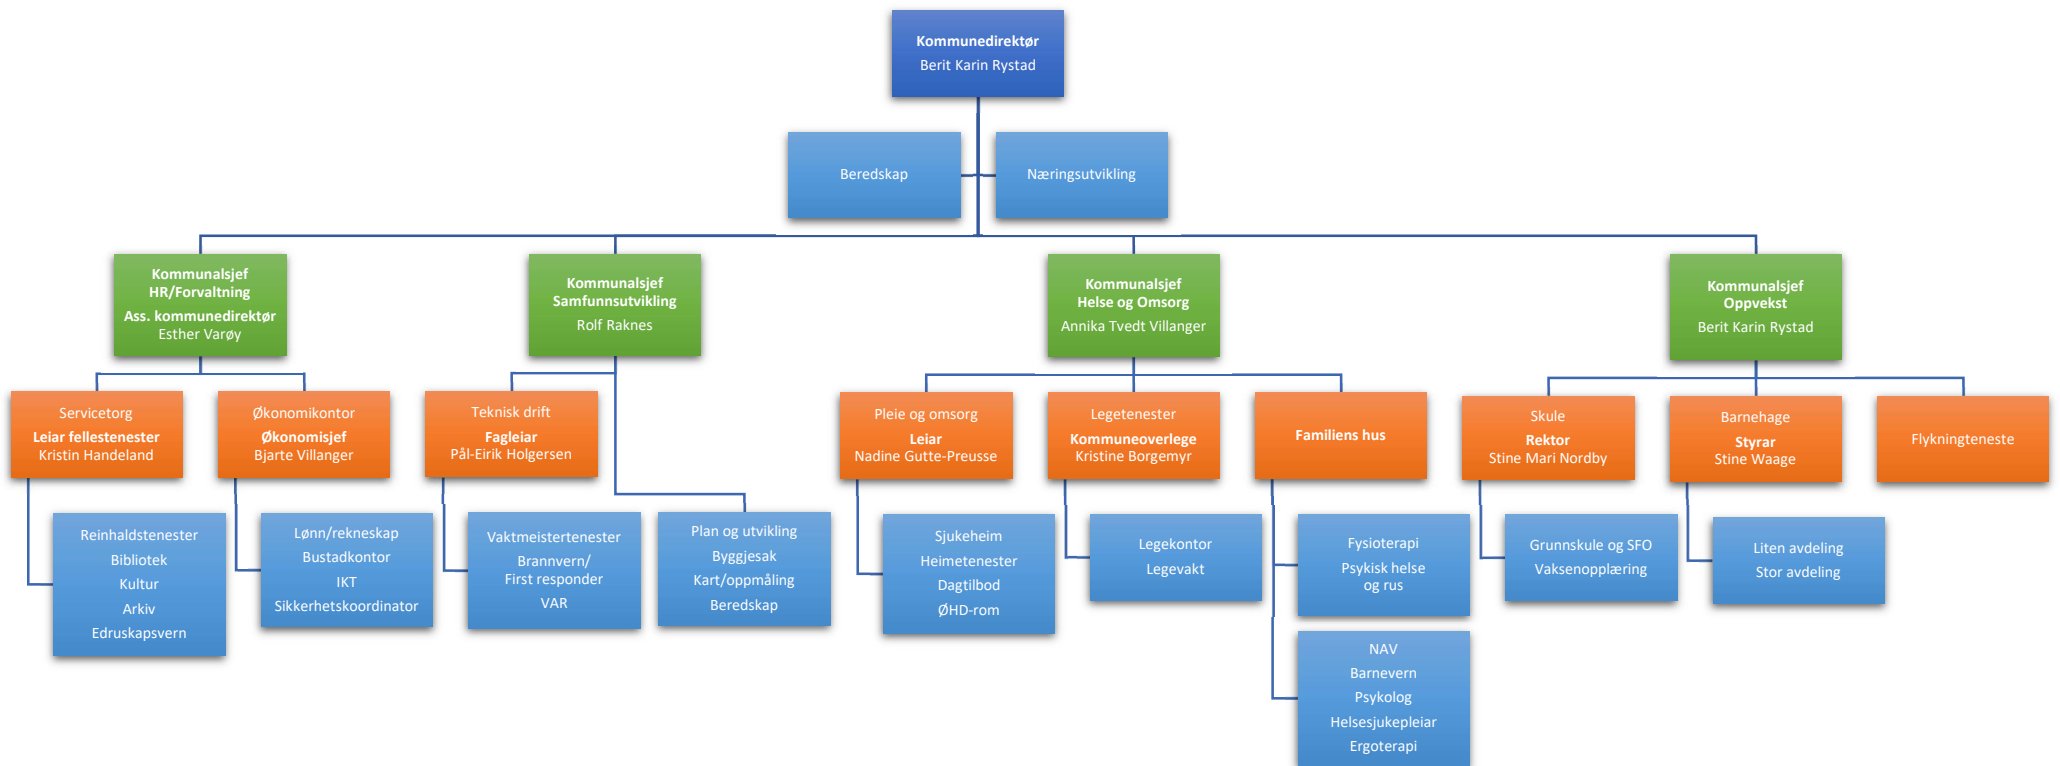 Kommunedirektør
Berit Karin Rystad
Beredskap
Næringsutvikling
Kommunalsjef
HR/Forvaltning
Ass. kommunedirektør
Esther Varøy
Kommunalsjef
Samfunnsutvikling
Rolf Raknes
Kommunalsjef
Helse og Omsorg
Annika Tvedt Villanger
Kommunalsjef
Oppvekst
Berit Karin Rystad
Servicetorg
Leiar fellestenester
Kristin Handeland
Økonomikontor
Økonomisjef
Bjarte Villanger
Teknisk drift
Fagleiar
Pål-Eirik Holgersen
Pleie og omsorg
Leiar
Nadine Gutte-Preusse
Legetenester
Kommuneoverlege
Kristine Borgemyr
Familiens hus
Skule
Rektor
Stine Mari Nordby
Barnehage
Styrar
Stine Waage
Flykningteneste
Reinhaldstenester
Bibliotek
Kultur
Arkiv
Edruskapsvern
Lønn/rekneskap
Bustadkontor
IKT
Sikkerhetskoordinator
Vaktmeistertenester
Brannvern/
First responder
VAR
Plan og utvikling
Byggjesak
Kart/oppmåling
Beredskap
Sjukeheim
Heimetenester
Dagtilbod
ØHD-rom
Legekontor
Legevakt
Fysioterapi
Psykisk helse
og rus
NAV
Barnevern
Psykolog
Helsesjukepleiar
Ergoterapi
Grunnskule og SFO
Vaksenopplæring
Liten avdeling
Stor avdeling